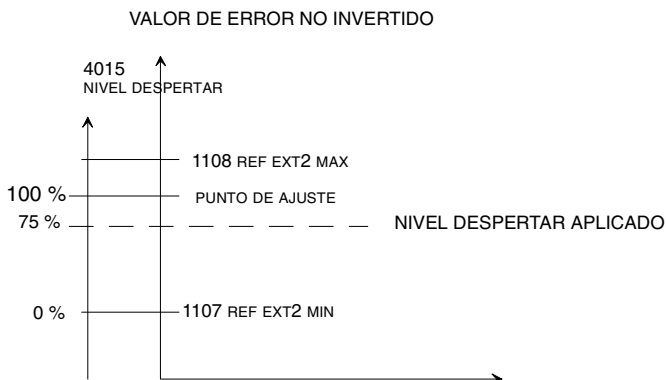 VALOR DE ERROR NO INVERTIDO
4015
NIVEL DESPERTAR
1108 REF EXT2 MAX
100 %
PUNTO DE AJUSTE
75 %
NIVEL DESPERTAR APLICADO
0 %
1107 REF EXT2 MIN